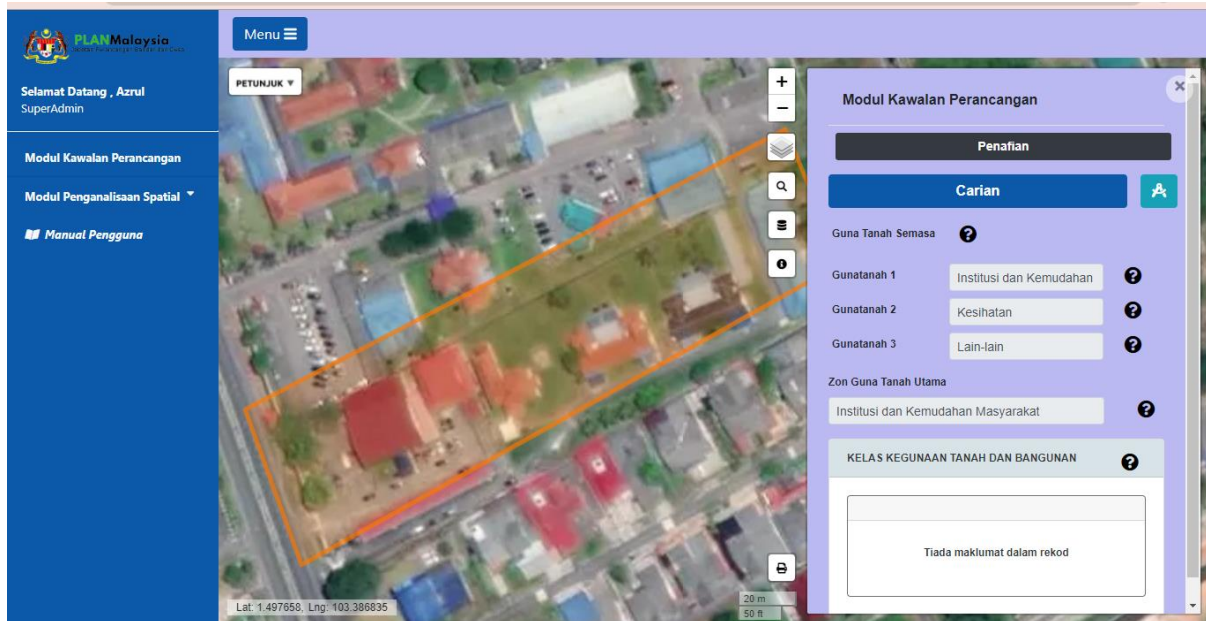 PLANMalaysia
Selamat Datang , Azrul
SuperAdmin
Modul Kawalan Perancangan
Modul Penganalisaan Spatial
Manual Pengguna
Menu
PETUNJUK ▼
+
−
Lat: 1.497658, Lng: 103.386835
20 m
50 ft
Modul Kawalan Perancangan
×
Penafian
Carian
Guna Tanah Semasa
Gunatanah 1
Institusi dan Kemudahan
Gunatanah 2
Kesihatan
Gunatanah 3
Lain-lain
Zon Guna Tanah Utama
Institusi dan Kemudahan Masyarakat
KELAS KEGUNAAN TANAH DAN BANGUNAN
Tiada maklumat dalam rekod